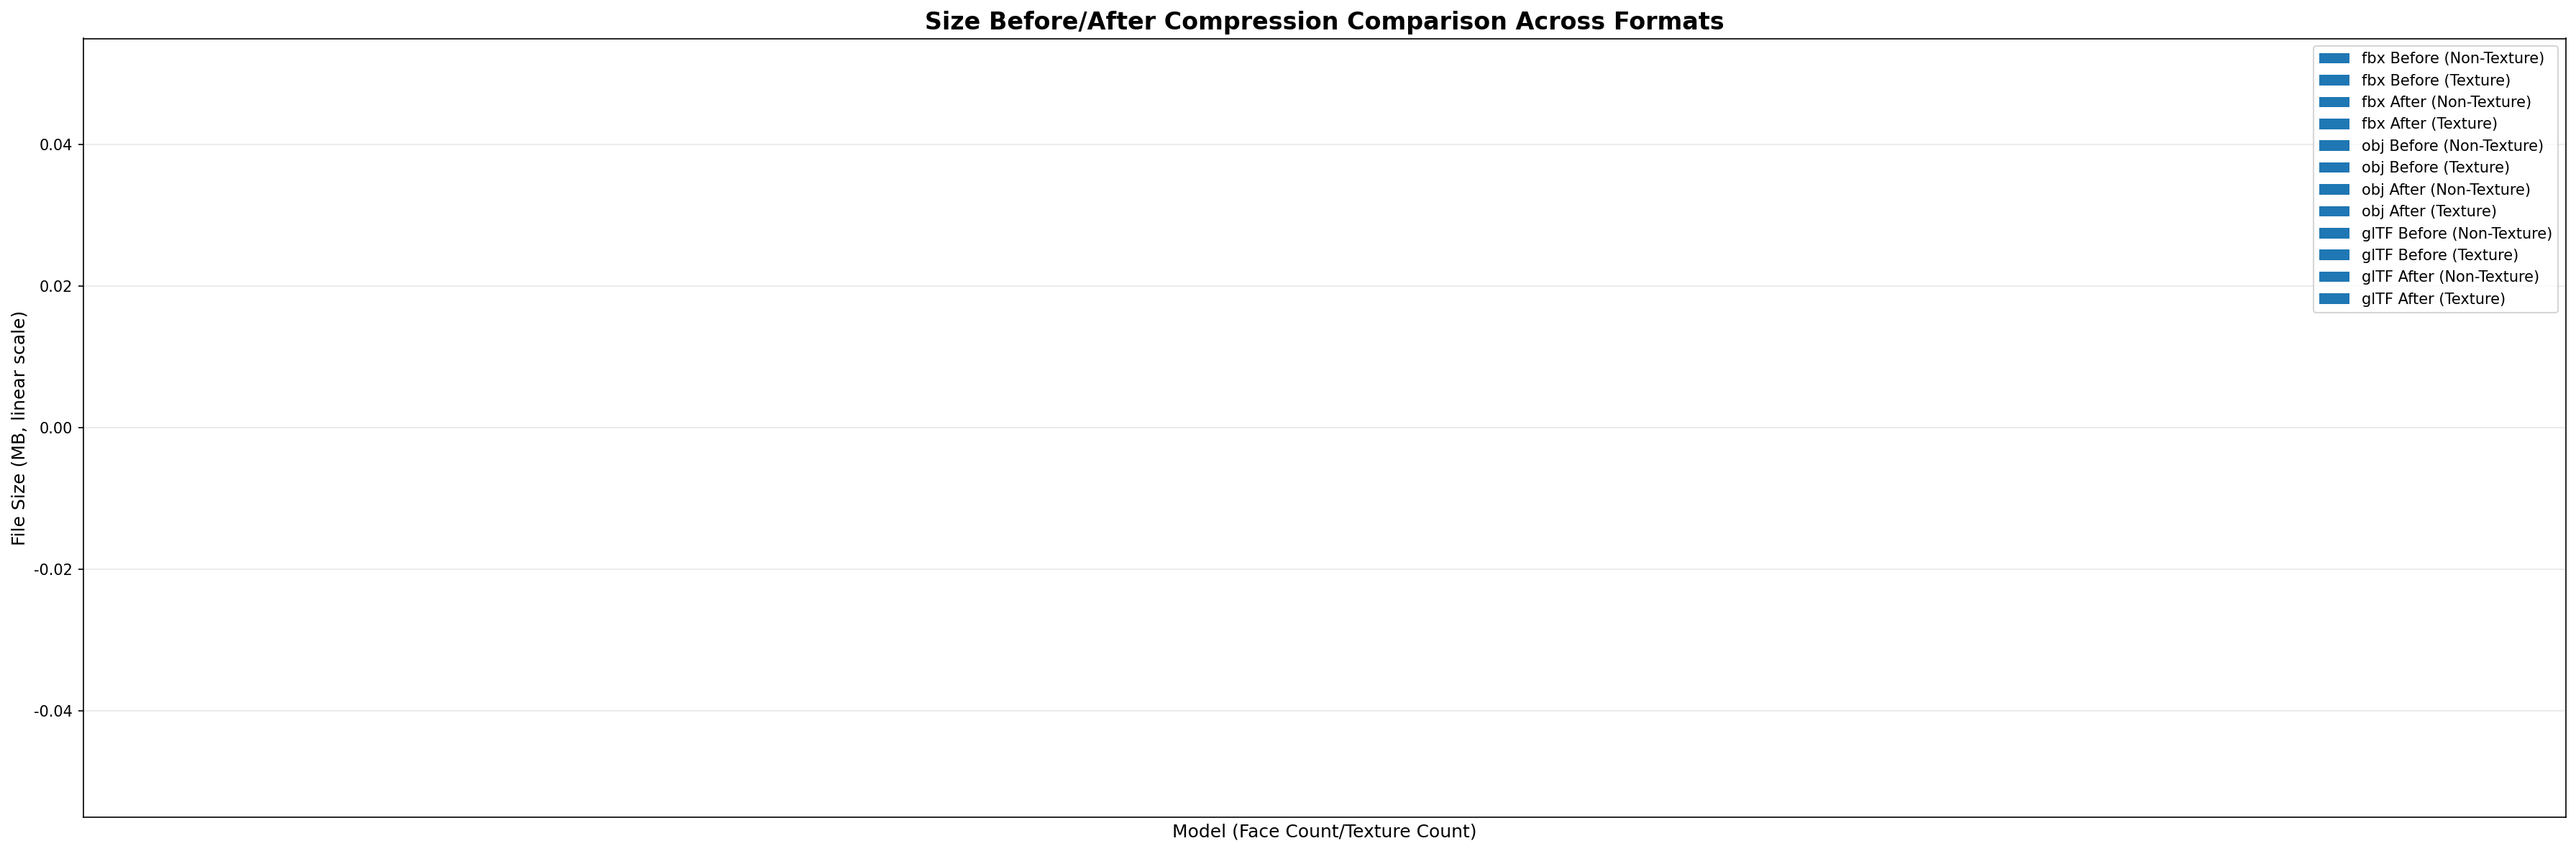 Size Before/After Compression Comparison Across Formats
fbx Before (Non-Texture)
fbx Before (Texture)
fbx After (Non-Texture)
fbx After (Texture)
obj Before (Non-Texture)
obj Before (Texture)
obj After (Non-Texture)
obj After (Texture)
glTF Before (Non-Texture)
glTF Before (Texture)
glTF After (Non-Texture)
glTF After (Texture)
File Size (MB, linear scale)
0.04
0.02
0.00
-0.02
-0.04
Model (Face Count/Texture Count)